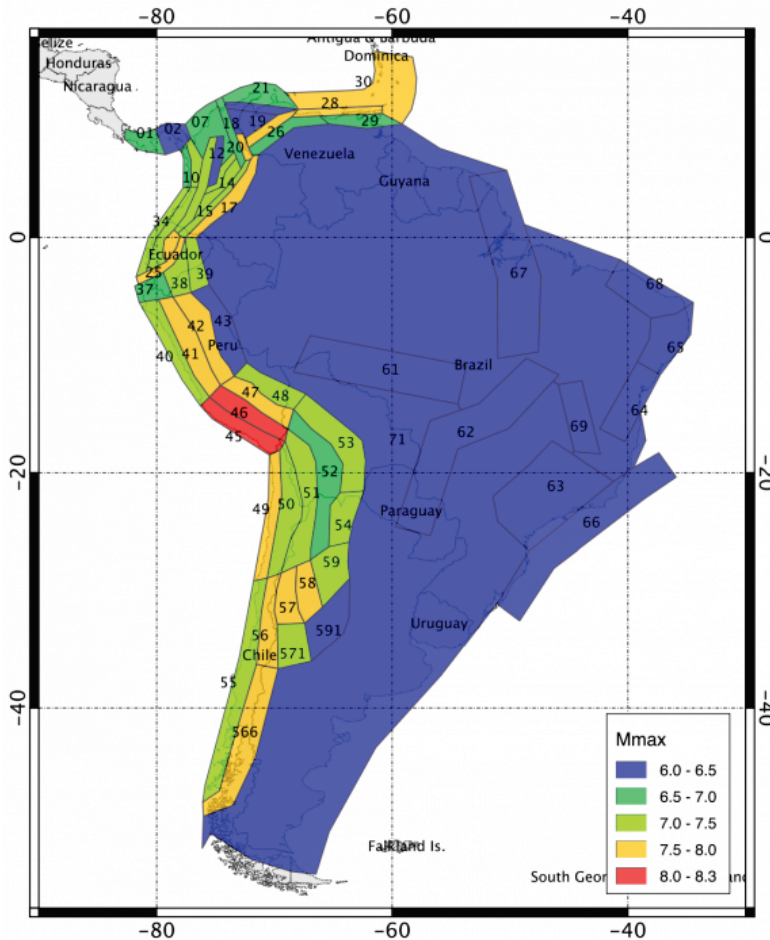 −80 −60 −40
Belize
Antigua & Barbuda
Honduras
Dominica
Nicaragua
30
21
28
01 02 07 18 19 29
20 26
12
Venezuela
10 14
Guyana
15 17
34
0 0
Ecuador
25 39 67
37 38 68
42 43
40 41 Peru 65
61 Brazil
47 48
46 64
45 53 71 62 69
−20 52 −20
51 46
49 50 63
54 Paraguay 66
59
58
57
56 591 Uruguay
Chile 571
55
−40 −40
566
Mmax
6.0 - 6.5
6.5 - 7.0
7.0 - 7.5
7.5 - 8.0
8.0 - 8.3
Falkland Is.
South Geor
−80 −60 −40